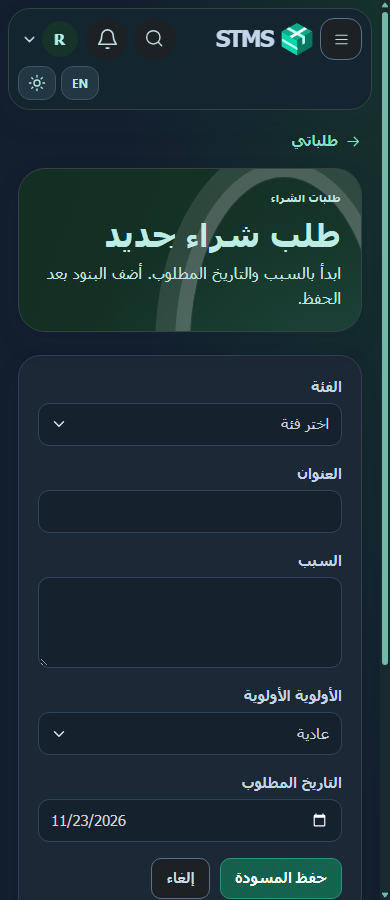 STMS
R
EN
طلباتي
طلبات الشراء
طلب شراء جديد
ابدأ بالسبب والتاريخ المطلوب. أضف البنود بعد
الحفظ.
الفئة
اختر فئة
العنوان
السبب
الأولوية الأولوية
عادية
التاريخ المطلوب
11/23/2026
حفظ المسودة
إلغاء